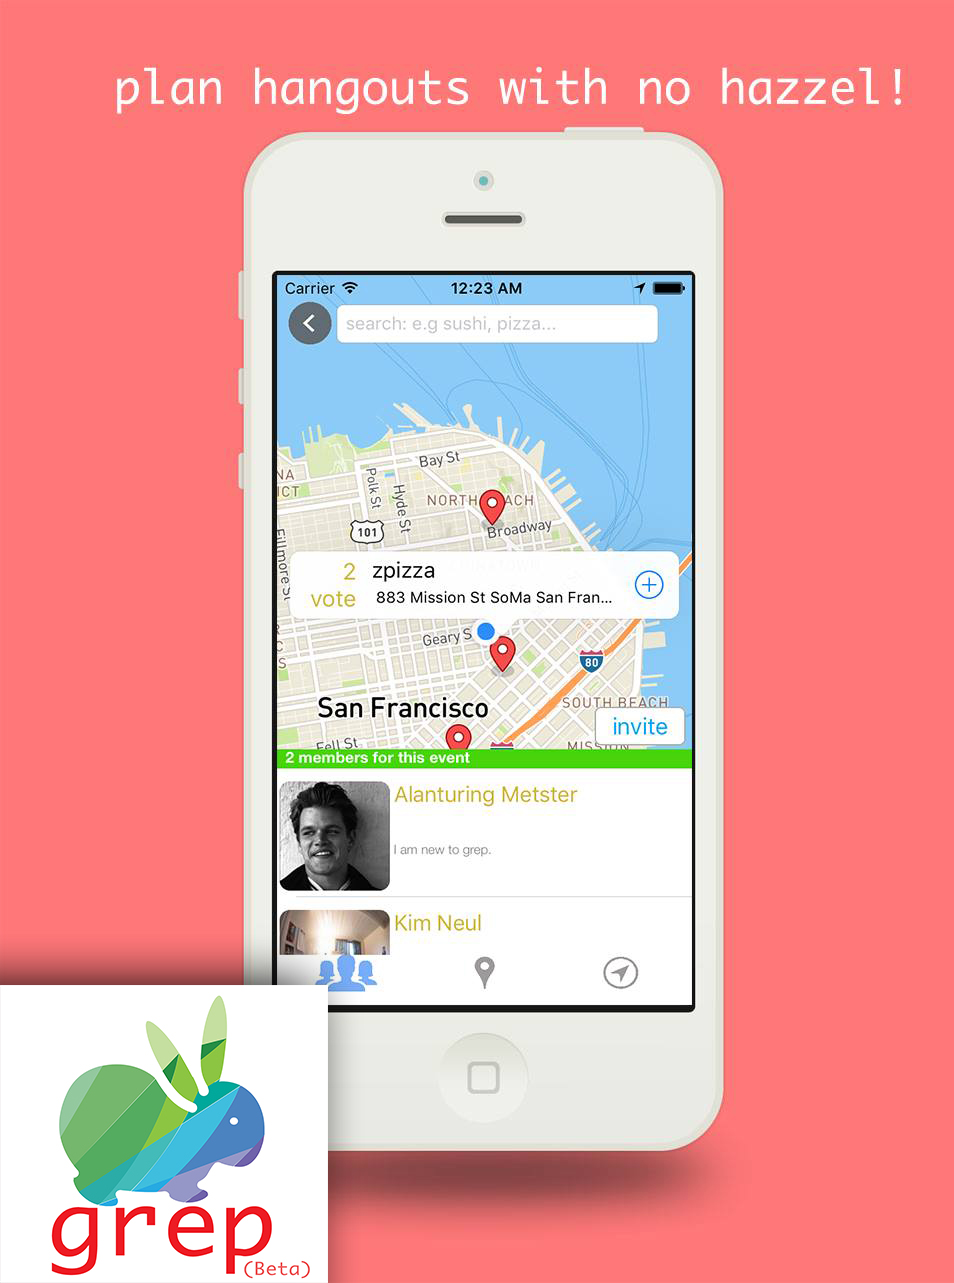 plan hangouts with no hazzel!
Carrier 12:23 AM
search: e.g sushi, pizza...
Bay St
Polk St
Hyde St
NORTH
ACH
101
Broadway
Fillmore St
2
vote
zpizza
883 Mission St SoMa San Fran...
Geary S
80
San Francisco
SOUTH BEACH
invite
Fell St
MISSION
2 members for this event
Alanturing Metster
I am new to grep.
Kim Neul
grep
(Beta)